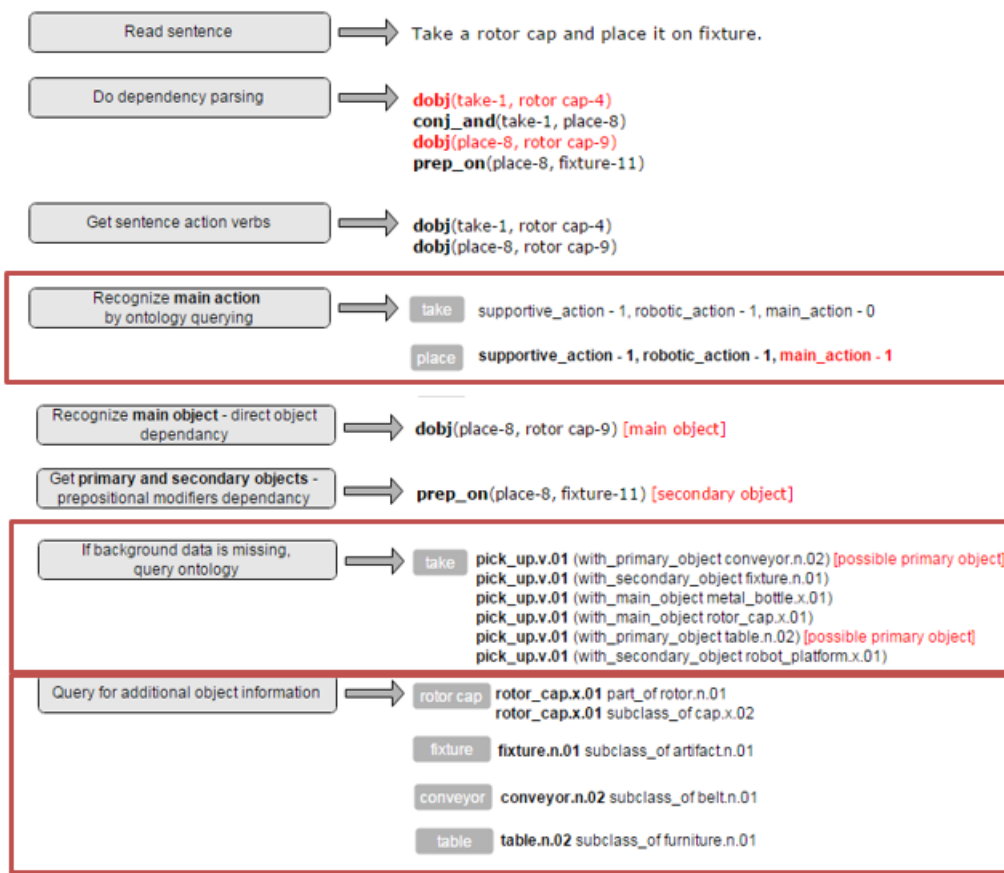 Read sentence
Take a rotor cap and place it on fixture.
Do dependency parsing
dobj(take-1, rotor cap-4)
conj_and(take-1, place-8)
dobj(place-8, rotor cap-9)
prep_on(place-8, fixture-11)
Get sentence action verbs
dobj(take-1, rotor cap-4)
dobj(place-8, rotor cap-9)
Recognize main action
by ontology querying
take supportive_action - 1, robotic_action - 1, main_action - 0
place supportive_action - 1, robotic_action - 1, main_action - 1
Recognize main object - direct object
dependancy
dobj(place-8, rotor cap-9) [main object]
Get primary and secondary objects -
prepositional modifiers dependancy
prep_on(place-8, fixture-11) [secondary object]
If background data is missing,
query ontology
take pick_up.v.01 (with_primary_object conveyor.n.02) [possible primary object]
pick_up.v.01 (with_secondary_object fixture.n.01)
pick_up.v.01 (with_main_object metal_bottle.x.01)
pick_up.v.01 (with_main_object rotor_cap.x.01)
pick_up.v.01 (with_primary_object table.n.02) [possible primary object]
pick_up.v.01 (with_secondary_object robot_platform.x.01)
Query for additional object information
rotor cap rotor_cap.x.01 part_of rotor.n.01
rotor_cap.x.01 subclass_of cap.x.02
fixture fixture.n.01 subclass_of artifact.n.01
conveyor conveyor.n.02 subclass_of belt.n.01
table table.n.02 subclass_of furniture.n.01